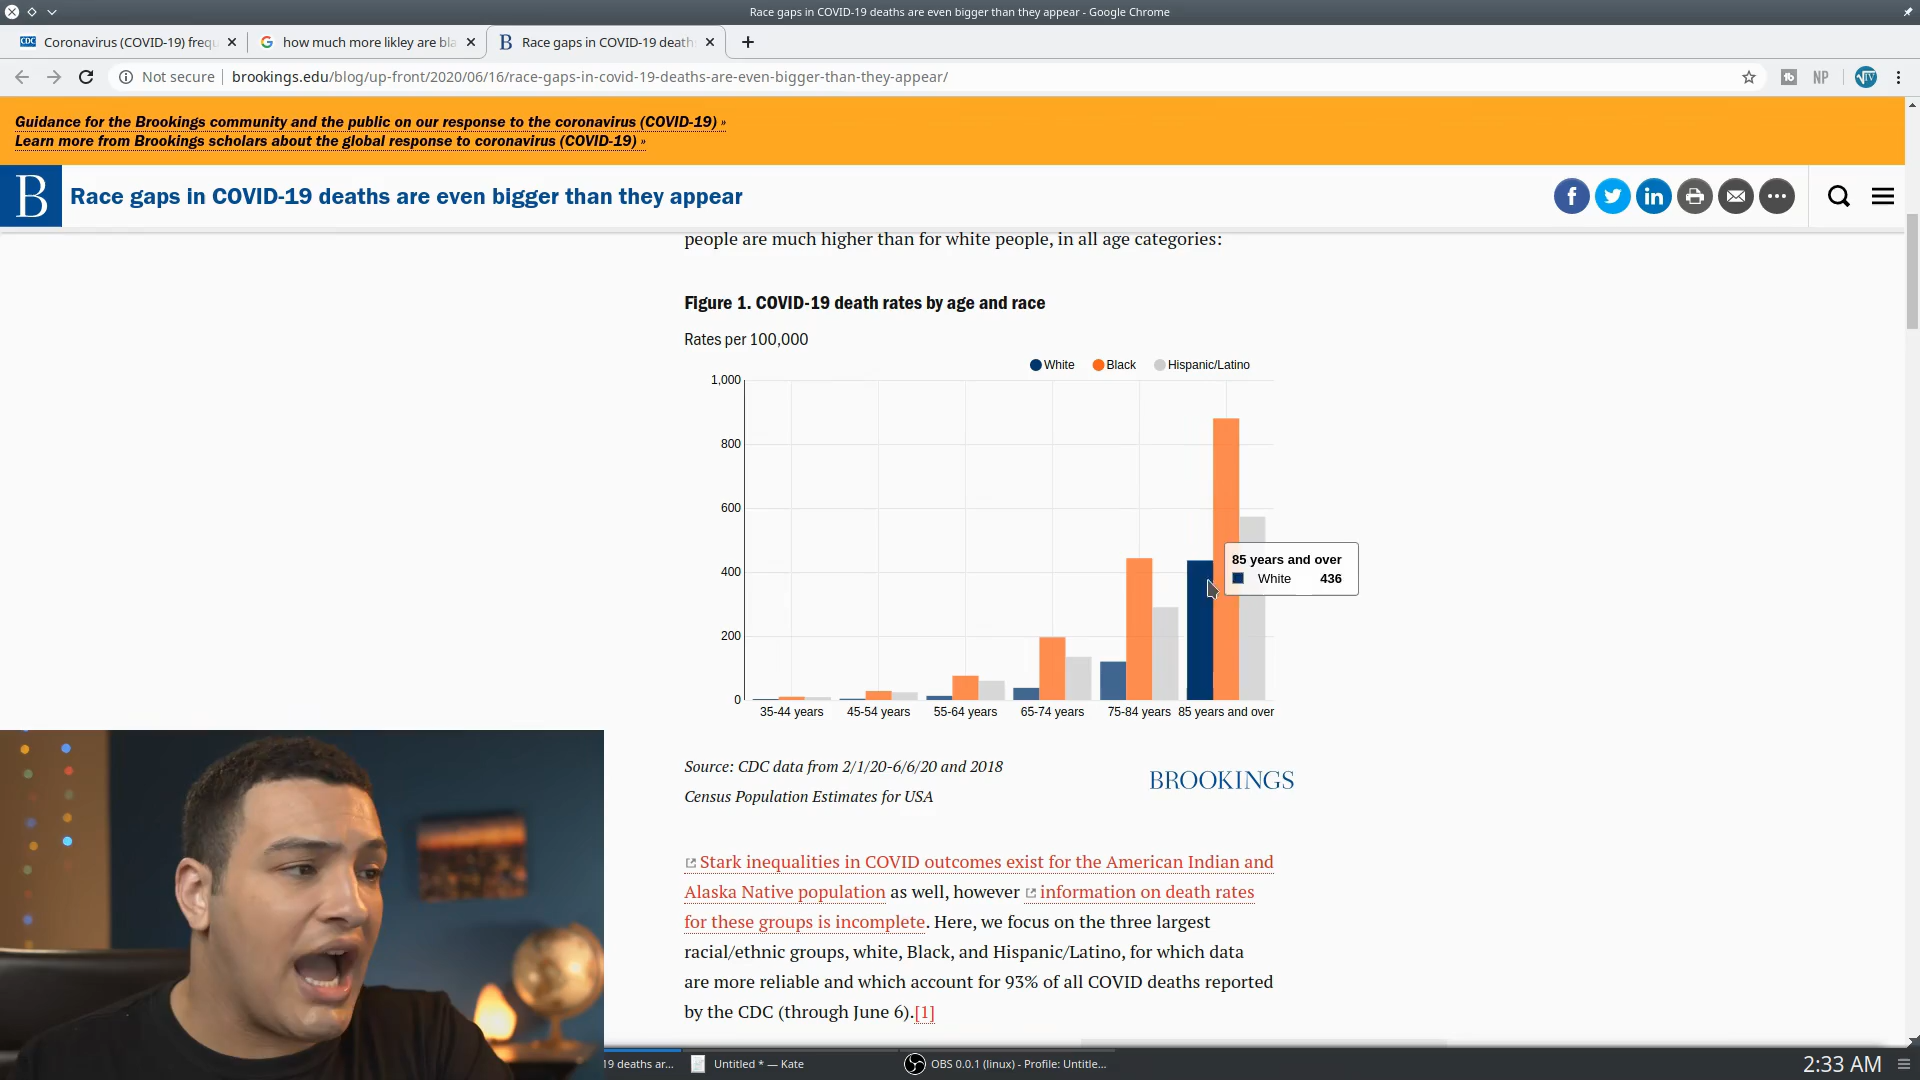 Race gaps in COVID-19 deaths are even bigger than they appear - Google Chrome
CDC Coronavirus (COVID-19) freq
how much more likley are bla
B Race gaps in COVID-19 death
Not secure brookings.edu/blog/up-front/2020/06/16/race-gaps-in-covid-19-deaths-are-even-bigger-than-they-appear/
NP
Guidance for the Brookings community and the public on our response to the coronavirus (COVID-19) »
Learn more from Brookings scholars about the global response to coronavirus (COVID-19) »
B Race gaps in COVID-19 deaths are even bigger than they appear
people are much higher than for white people, in all age categories:
Figure 1. COVID-19 death rates by age and race
Rates per 100,000
White Black Hispanic/Latino
1,000
800
600
400
200
0
85 years and over
White 436
35-44 years 45-54 years 55-64 years 65-74 years 75-84 years 85 years and over
Source: CDC data from 2/1/20-6/6/20 and 2018
Census Population Estimates for USA
BROOKINGS
Stark inequalities in COVID outcomes exist for the American Indian and
Alaska Native population as well, however information on death rates
for these groups is incomplete. Here, we focus on the three largest
racial/ethnic groups, white, Black, and Hispanic/Latino, for which data
are more reliable and which account for 93% of all COVID deaths reported
by the CDC (through June 6).[1]
19 deaths ar... Untitled * — Kate OBS 0.0.1 (linux) - Profile: Untitle... 2:33 AM